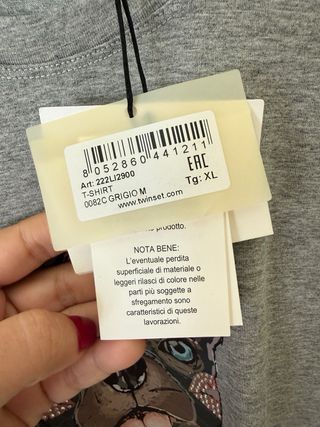 8 052860 441211
Art: 222LI2900
T-SHIRT
0082C GRIGIO M
EAC
Tg: XL
www.twinset.com
prodotto.
NOTA BENE:
L'eventuale perdita
superficiale di materiale o
leggeri rilasci di colore nelle
parti più soggette a
sfregamento sono
caratteristici di queste
lavorazioni.